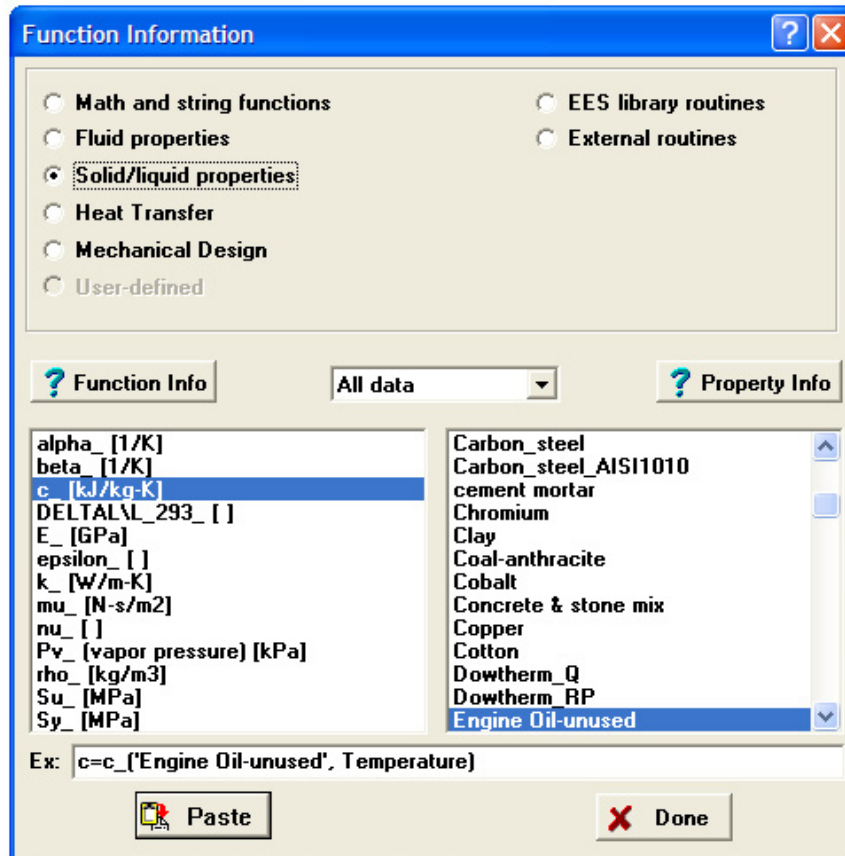 Function Information
Math and string functions
Fluid properties
Solid/liquid properties
Heat Transfer
Mechanical Design
User-defined
EES library routines
External routines
? Function Info
All data
? Property Info
alpha_ [1/K]
beta_ [1/K]
c_ [kJ/kg-K]
DELTAL\L_293_ [ ]
E_ [GPa]
epsilon_ [ ]
k_ [W/m-K]
mu_ [N-s/m2]
nu_ [ ]
Pv_ (vapor pressure) [kPa]
rho_ [kg/m3]
Su_ [MPa]
Sy_ [MPa]
Carbon_steel
Carbon_steel_AISI1010
cement mortar
Chromium
Clay
Coal-anthracite
Cobalt
Concrete & stone mix
Copper
Cotton
Dowtherm_Q
Dowtherm_RP
Engine Oil-unused
Ex: c=c_('Engine Oil-unused', Temperature)
Paste
Done